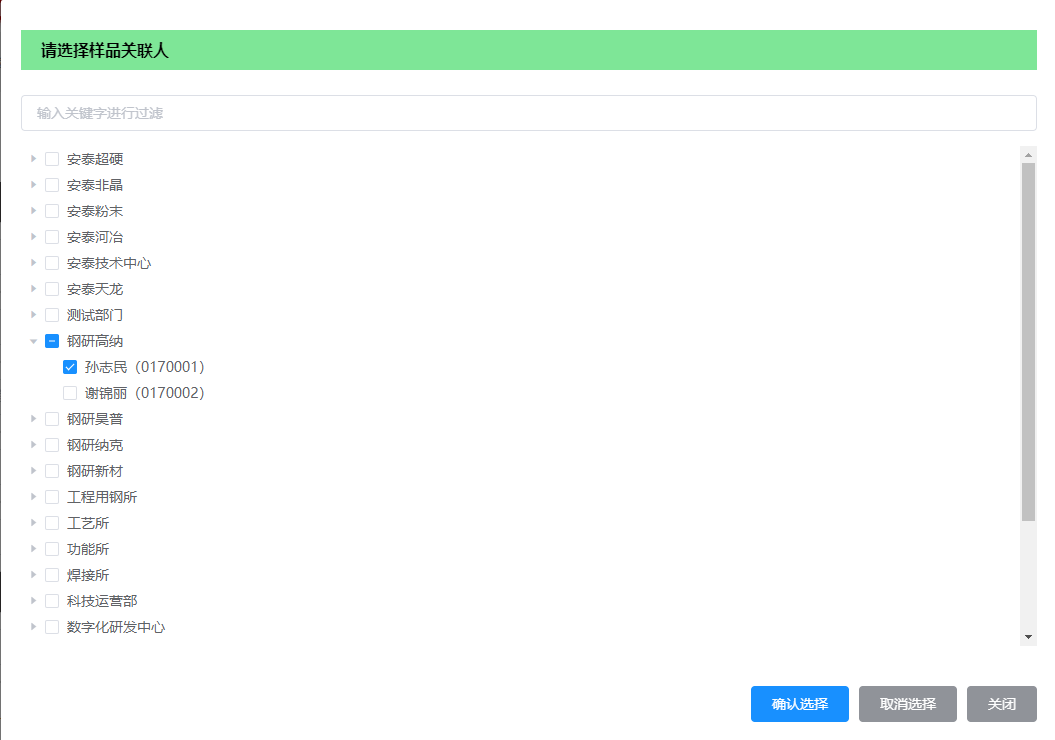 请选择样品关联人
输入关键字进行过滤
安泰超硬
安泰非晶
安泰粉末
安泰河冶
安泰技术中心
安泰天龙
测试部门
钢研高纳
孙志民（0170001）
谢锦丽（0170002）
钢研昊普
钢研纳克
钢研新材
工程用钢所
工艺所
功能所
焊接所
科技运营部
数字化研发中心
确认选择 取消选择 关闭